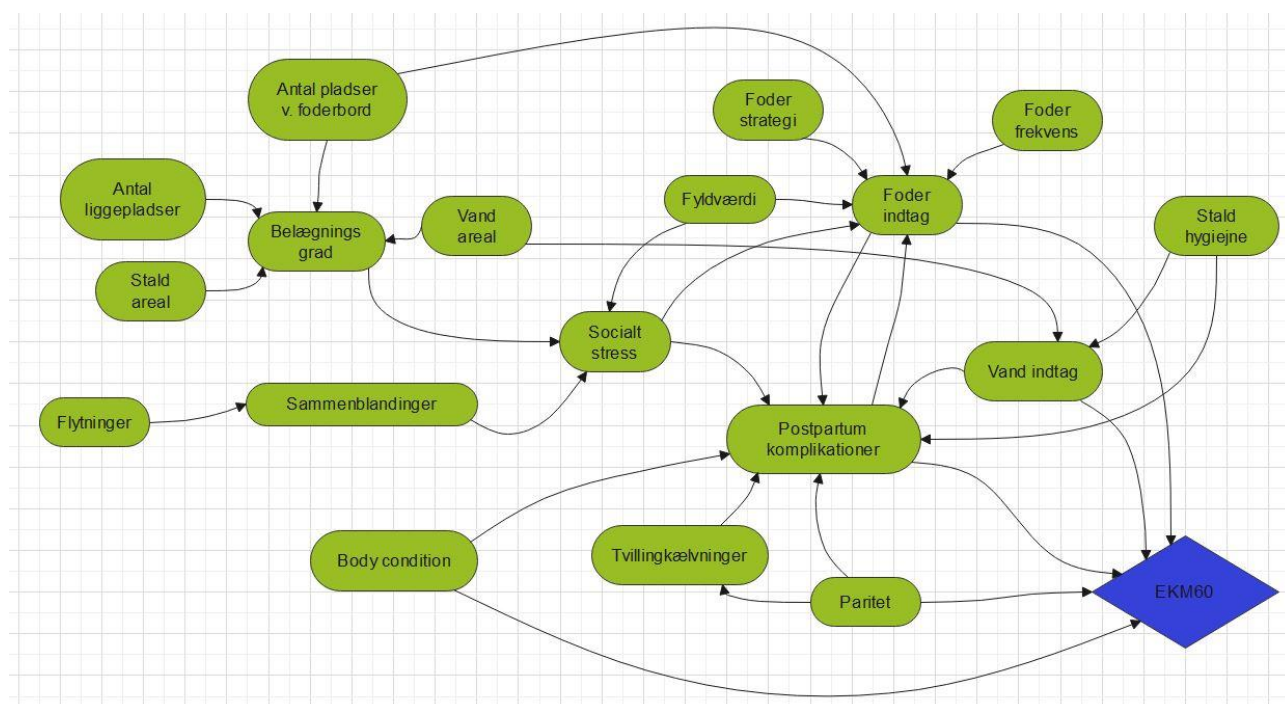 Antal pladser
v. foderbord
Foder
strategi
Foder
frekvens
Antal
liggepladser
Fyldværdi
Foder
indtag
Vand
areal
Stald
hygiejne
Belægnings
grad
Stald
areal
Socialt
stress
Vand indtag
Flytninger
Sammenblandinger
Postpartum
komplikationer
Body condition
Tvillingkælvninger
Paritet
EKM60